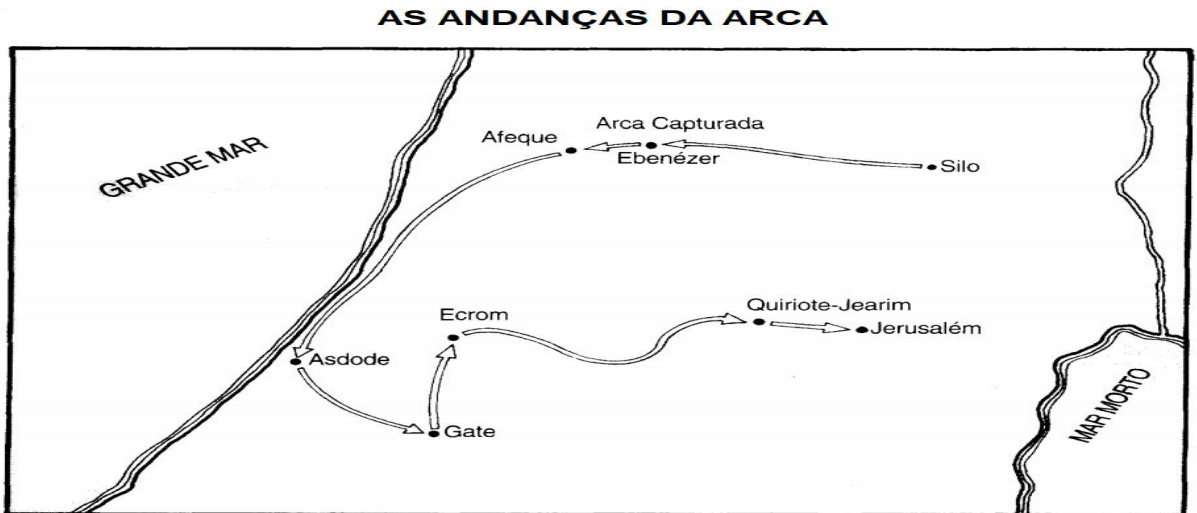 AS ANDANÇAS DA ARCA
GRANDE MAR
Afeque
Arca Capturada
Ebenézer
Silo
Ecrom
Quiriote-Jearim
Jerusalém
Asdode
Gate
MAR MORTO